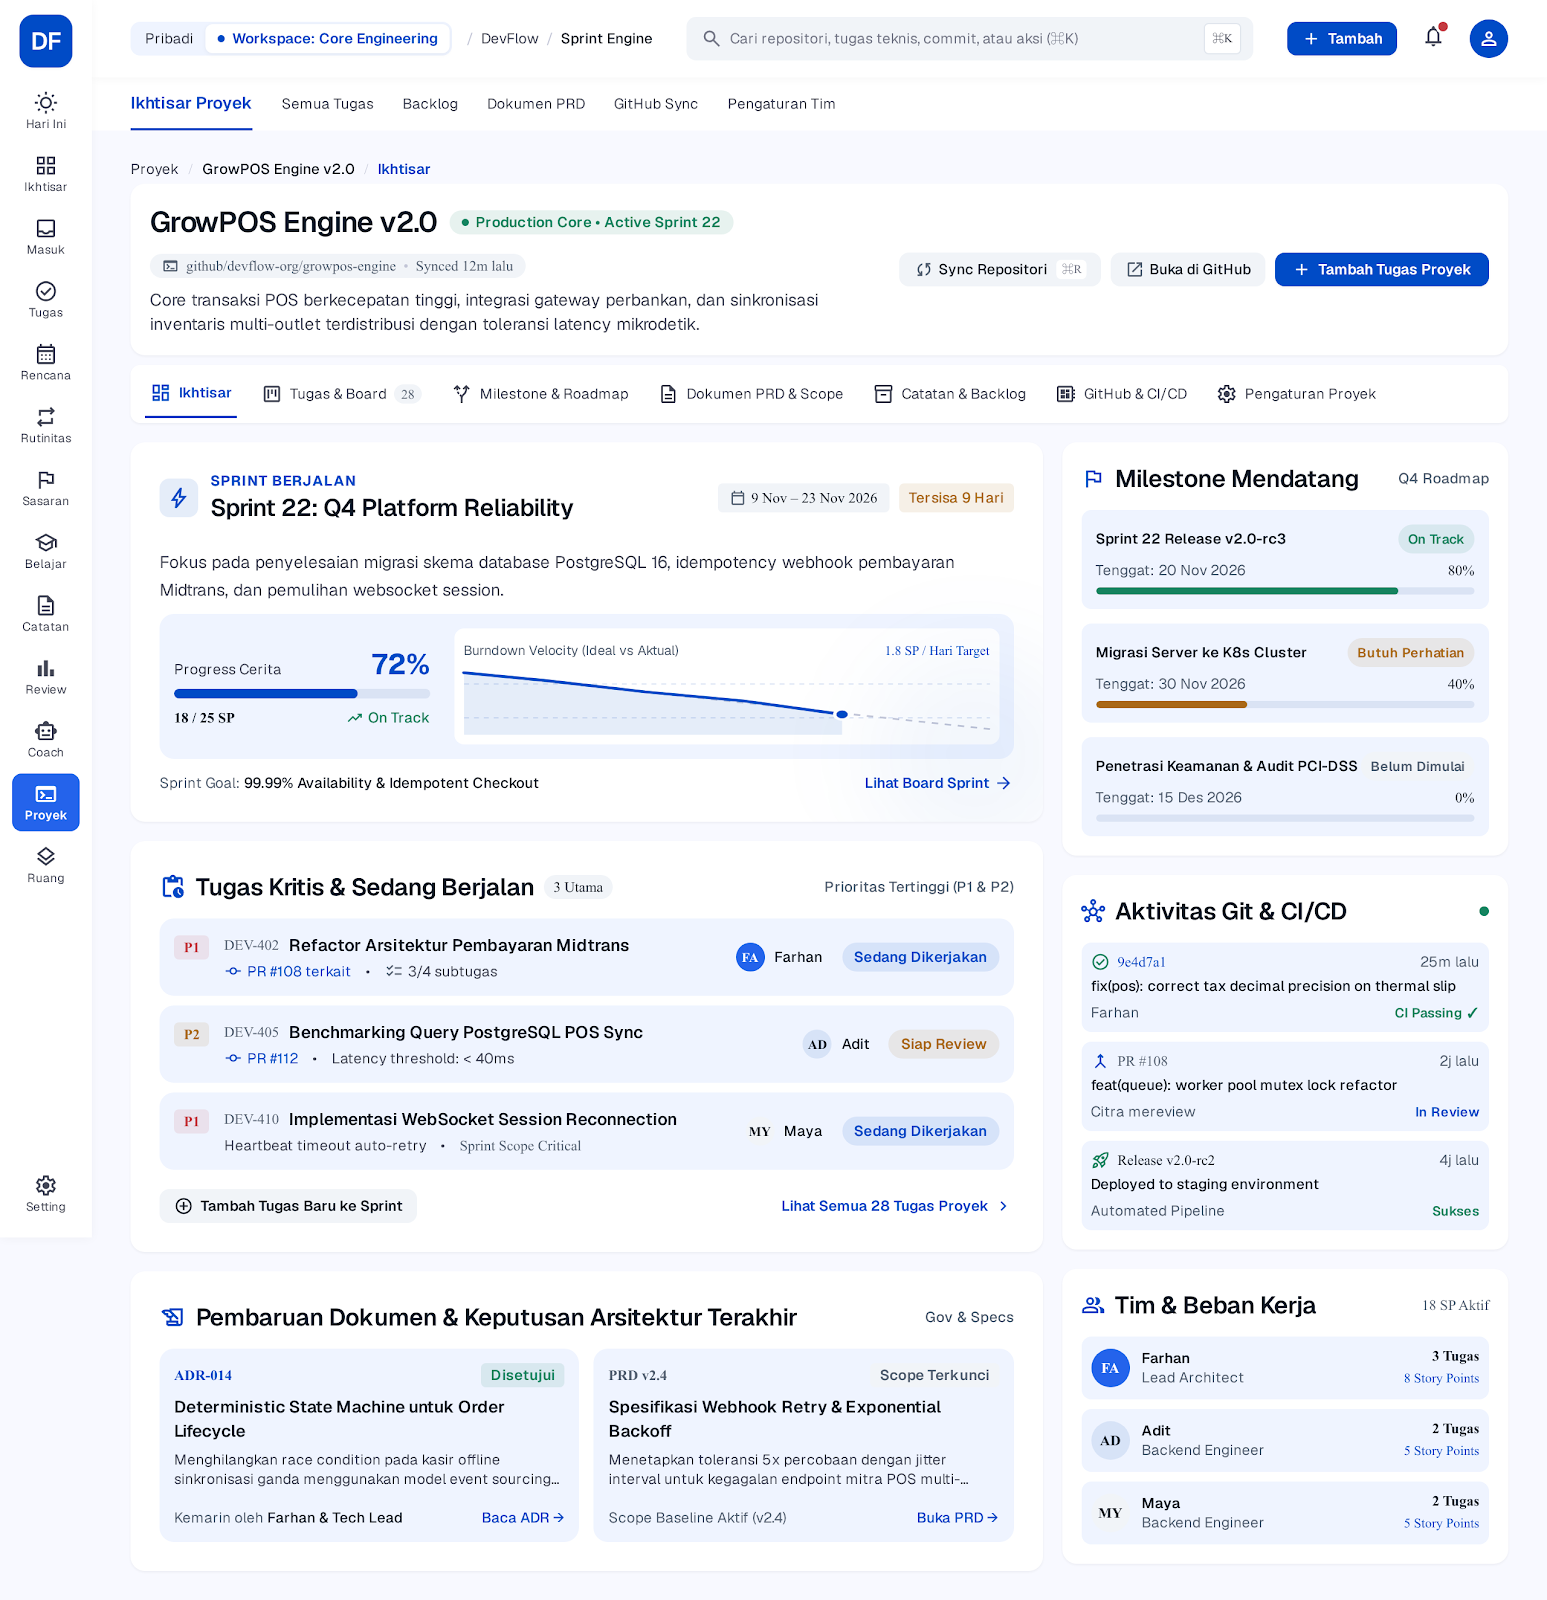 DF
Pribadi
Workspace: Core Engineering
/ DevFlow / Sprint Engine
Cari repositori, tugas teknis, commit, atau aksi (⌘K)
⌘K
+ Tambah
Hari Ini
Ikhtisar
Masuk
Tugas
Rencana
Rutinitas
Sasaran
Belajar
Catatan
Review
Coach
Proyek
Ruang
Setting
Ikhtisar Proyek
Semua Tugas
Backlog
Dokumen PRD
GitHub Sync
Pengaturan Tim
Proyek / GrowPOS Engine v2.0 / Ikhtisar
GrowPOS Engine v2.0
Production Core • Active Sprint 22
github/devflow-org/growpos-engine • Synced 12m lalu
Core transaksi POS berkecepatan tinggi, integrasi gateway perbankan, dan sinkronisasi
inventaris multi-outlet terdistribusi dengan toleransi latency mikrodetik.
Sync Repositori ⌘R
Buka di GitHub
+ Tambah Tugas Proyek
Ikhtisar
Tugas & Board 28
Milestone & Roadmap
Dokumen PRD & Scope
Catatan & Backlog
GitHub & CI/CD
Pengaturan Proyek
SPRINT BERJALAN
Sprint 22: Q4 Platform Reliability
9 Nov – 23 Nov 2026
Tersisa 9 Hari
Fokus pada penyelesaian migrasi skema database PostgreSQL 16, idempotency webhook pembayaran
Midtrans, dan pemulihan websocket session.
Progress Cerita 72%
18 / 25 SP
On Track
Burndown Velocity (Ideal vs Aktual)
1.8 SP / Hari Target
Sprint Goal: 99.99% Availability & Idempotent Checkout
Lihat Board Sprint →
Tugas Kritis & Sedang Berjalan
3 Utama
Prioritas Tertinggi (P1 & P2)
P1
DEV-402 Refactor Arsitektur Pembayaran Midtrans
PR #108 terkait • 3/4 subtugas
FA Farhan
Sedang Dikerjakan
P2
DEV-405 Benchmarking Query PostgreSQL POS Sync
PR #112 • Latency threshold: < 40ms
AD Adit
Siap Review
P1
DEV-410 Implementasi WebSocket Session Reconnection
Heartbeat timeout auto-retry • Sprint Scope Critical
MY Maya
Sedang Dikerjakan
Tambah Tugas Baru ke Sprint
Lihat Semua 28 Tugas Proyek
Pembaruan Dokumen & Keputusan Arsitektur Terakhir
Gov & Specs
ADR-014
Disetujui
Deterministic State Machine untuk Order
Lifecycle
Menghilangkan race condition pada kasir offline
sinkronisasi ganda menggunakan model event sourcing...
Kemarin oleh Farhan & Tech Lead
Baca ADR →
PRD v2.4
Scope Terkunci
Spesifikasi Webhook Retry & Exponential
Backoff
Menetapkan toleransi 5x percobaan dengan jitter
interval untuk kegagalan endpoint mitra POS multi-...
Scope Baseline Aktif (v2.4)
Buka PRD →
Milestone Mendatang
Q4 Roadmap
Sprint 22 Release v2.0-rc3
On Track
Tenggat: 20 Nov 2026
80%
Migrasi Server ke K8s Cluster
Butuh Perhatian
Tenggat: 30 Nov 2026
40%
Penetrasi Keamanan & Audit PCI-DSS
Belum Dimulai
Tenggat: 15 Des 2026
0%
Aktivitas Git & CI/CD
9e4d7a1
25m lalu
fix(pos): correct tax decimal precision on thermal slip
Farhan
CI Passing ✓
PR #108
2j lalu
feat(queue): worker pool mutex lock refactor
Citra mereview
In Review
Release v2.0-rc2
4j lalu
Deployed to staging environment
Automated Pipeline
Sukses
Tim & Beban Kerja
18 SP Aktif
FA
Farhan
Lead Architect
3 Tugas
8 Story Points
AD
Adit
Backend Engineer
2 Tugas
5 Story Points
MY
Maya
Backend Engineer
2 Tugas
5 Story Points